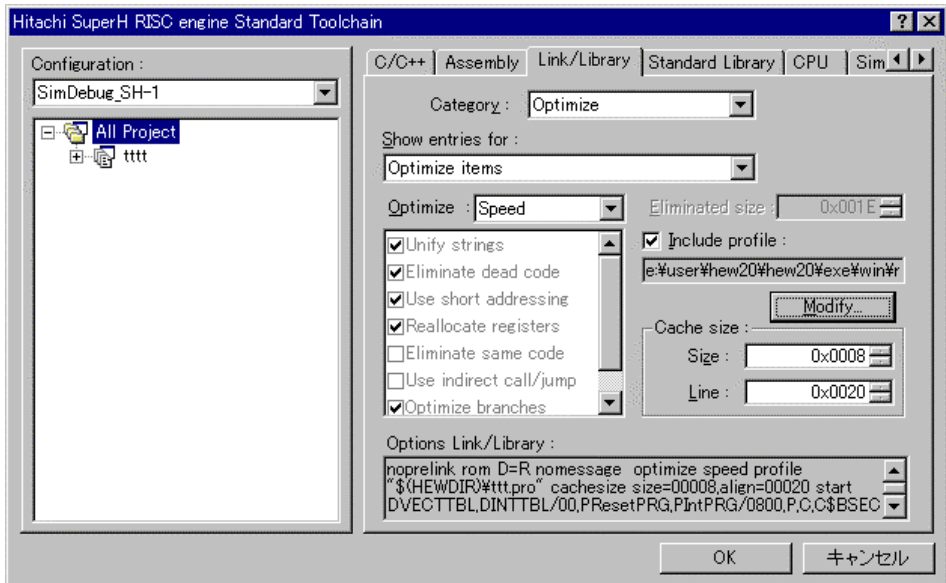 Hitachi SuperH RISC engine Standard Toolchain
Configuration :
SimDebug_SH-1
All Project
tttt
C/C++ Assembly Link/Library Standard Library CPU Sim
Category : Optimize
Show entries for :
Optimize items
Optimize : Speed
Eliminated size : 0x001E
Unify strings
Eliminate dead code
Use short addressing
Reallocate registers
Eliminate same code
Use indirect call/jump
Optimize branches
Include profile :
e:¥user¥hew20¥hew20¥exe¥win¥r
Modify...
Cache size :
Size : 0x0008
Line : 0x0020
Options Link/Library :
noprelink rom D=R nomessage optimize speed profile
"$(HEWDIR)¥ttt.pro" cachesize size=00008,align=00020 start
DVECTTBL,DINTTBL/00,PResetPRG,PIntPRG/0800,P,C,C$BSEC
OK キャンセル